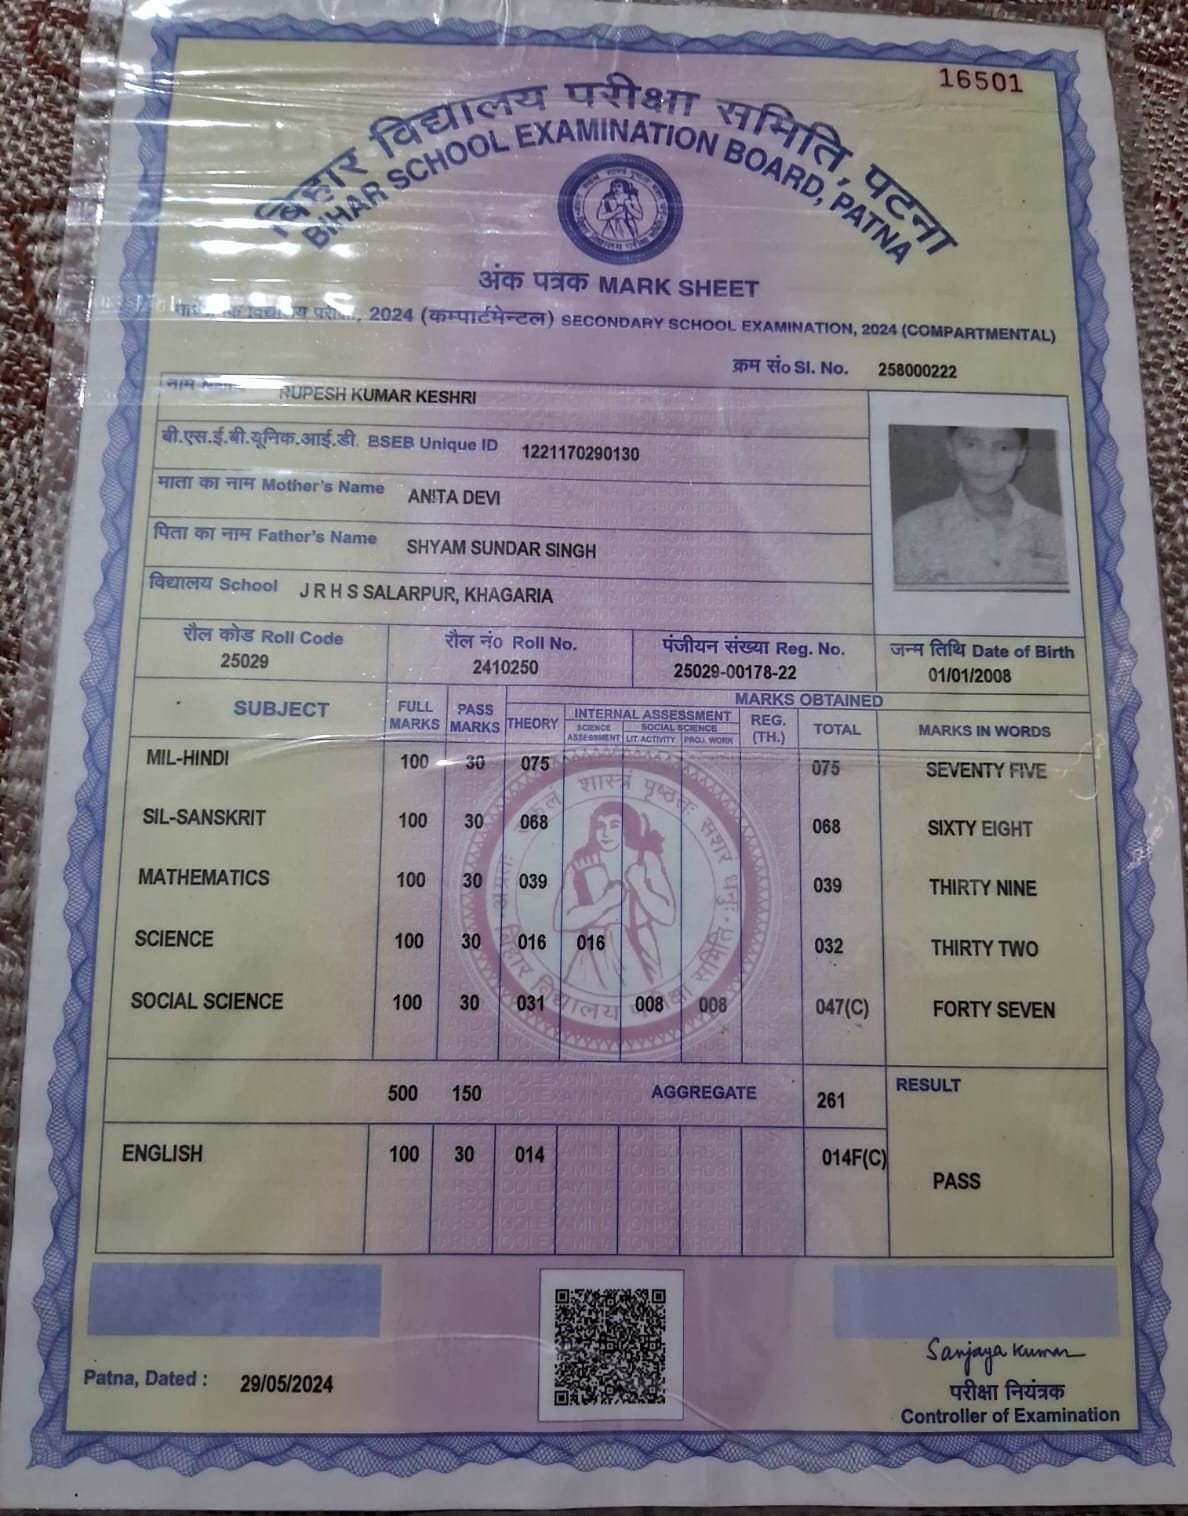 16501
बिहार विद्यालय परीक्षा समिति, पटना
BIHAR SCHOOL EXAMINATION BOARD, PATNA
अंक पत्रक MARK SHEET
परीक्षा, 2024 (कम्पार्टमेन्टल) SECONDARY SCHOOL EXAMINATION, 2024 (COMPARTMENTAL)
क्रम सं० Sl. No. 258000222
नाम Name RUPESH KUMAR KESHRI
बी.एस.ई.बी.यूनिक.आई.डी. BSEB Unique ID 1221170290130
माता का नाम Mother's Name ANITA DEVI
पिता का नाम Father's Name SHYAM SUNDAR SINGH
विद्यालय School J R H S SALARPUR, KHAGARIA
रौल कोड Roll Code रौल नं० Roll No. पंजीयन संख्या Reg. No. जन्म तिथि Date of Birth
25029 2410250 25029-00178-22 01/01/2008
MARKS OBTAINED
SUBJECT FULL MARKS PASS MARKS THEORY INTERNAL ASSESSMENT REG. (TH.) TOTAL MARKS IN WORDS
SCIENCE ASSESSMENT SOCIAL SCIENCE LIT. ACTIVITY PROJ. WORK
MIL-HINDI 100 30 075 075 SEVENTY FIVE
SIL-SANSKRIT 100 30 068 068 SIXTY EIGHT
MATHEMATICS 100 30 039 039 THIRTY NINE
SCIENCE 100 30 016 016 032 THIRTY TWO
SOCIAL SCIENCE 100 30 031 008 008 047(C) FORTY SEVEN
500 150 AGGREGATE 261 RESULT
ENGLISH 100 30 014 014F(C)
PASS
Sanjaya Kumar
Patna, Dated : 29/05/2024
परीक्षा नियंत्रक
Controller of Examination